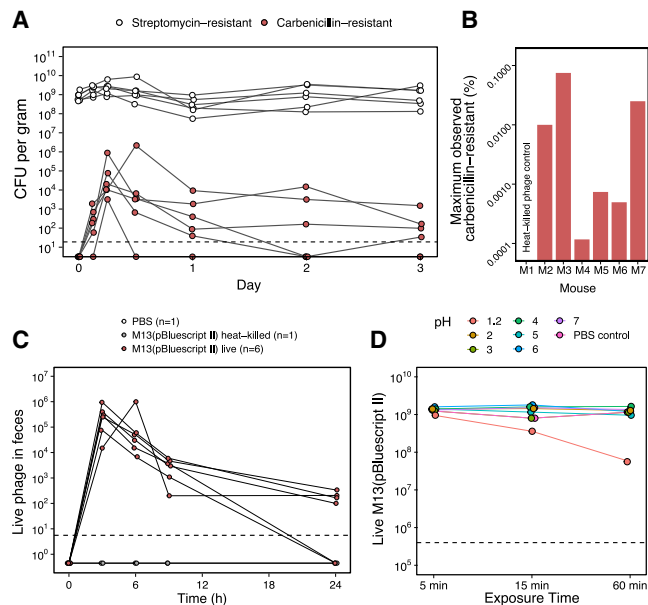 A
Streptomycin−resistant
Carbenicillin−resistant
CFU per gram
10¹¹
10¹⁰
10⁹
10⁸
10⁷
10⁶
10⁵
10⁴
10³
10²
10¹
0
1
2
3
Day
B
Maximum observed
carbenicillin−resistant (%)
0.1000
0.0100
0.0010
0.0001
Heat−killed phage control
M1 M2 M3 M4 M5 M6 M7
Mouse
C
PBS (n=1)
M13(pBluescript II) heat−killed (n=1)
M13(pBluescript II) live (n=6)
Live phage in feces
10⁶
10⁵
10⁴
10³
10²
10¹
10⁰
0 6 12 18 24
Time (h)
D
pH
1.2
2
3
4
5
6
7
PBS control
Live M13(pBluescript II)
10¹⁰
10⁹
10⁸
10⁷
10⁶
10⁵
5 min 15 min 60 min
Exposure Time